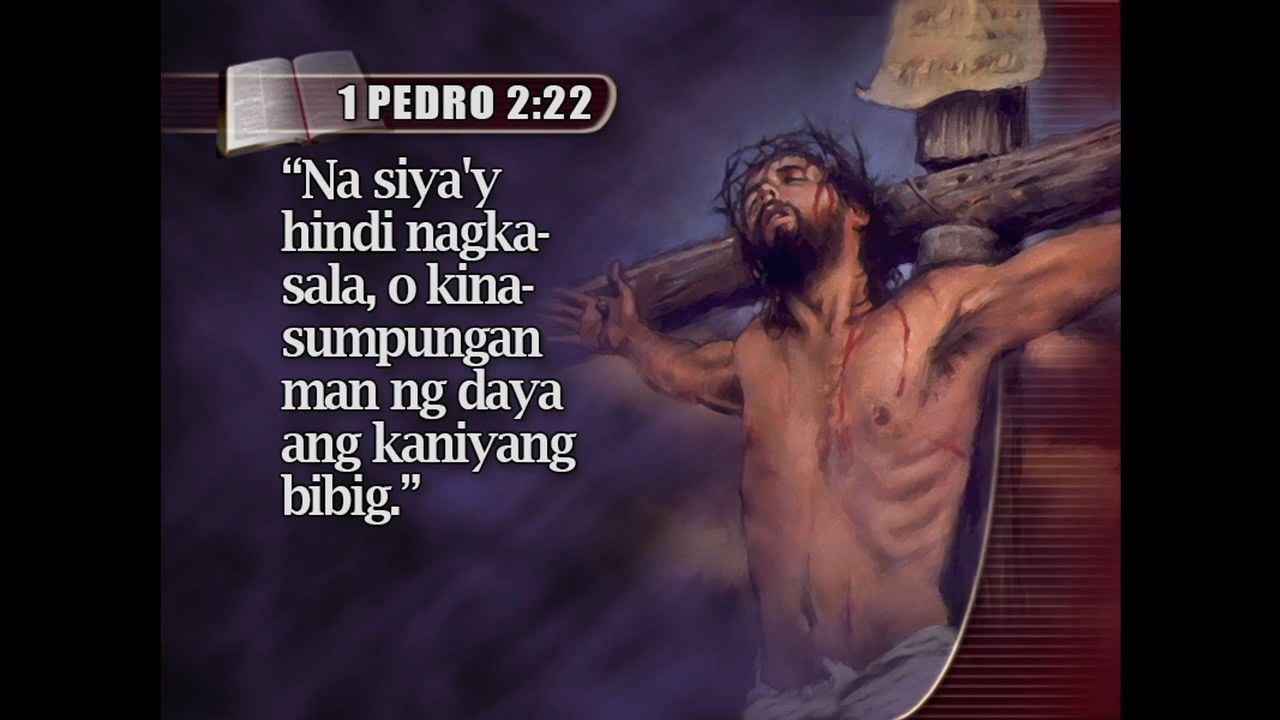 1 PEDRO 2:22
“Na siya'y
hindi nagka-
sala, o kina-
sumpungan
man ng daya
ang kaniyang
bibig.”